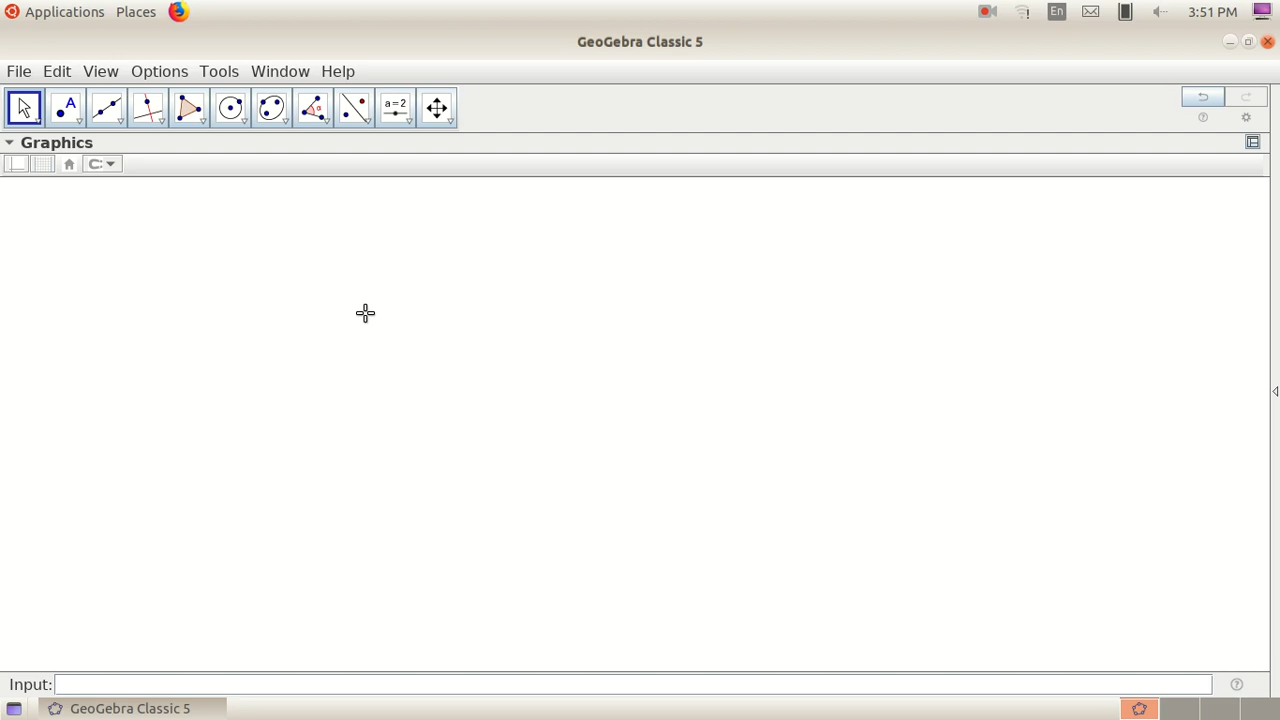 Applications Places En 3:51 PM
GeoGebra Classic 5
File Edit View Options Tools Window Help
A α a=2
Graphics
Input:
GeoGebra Classic 5